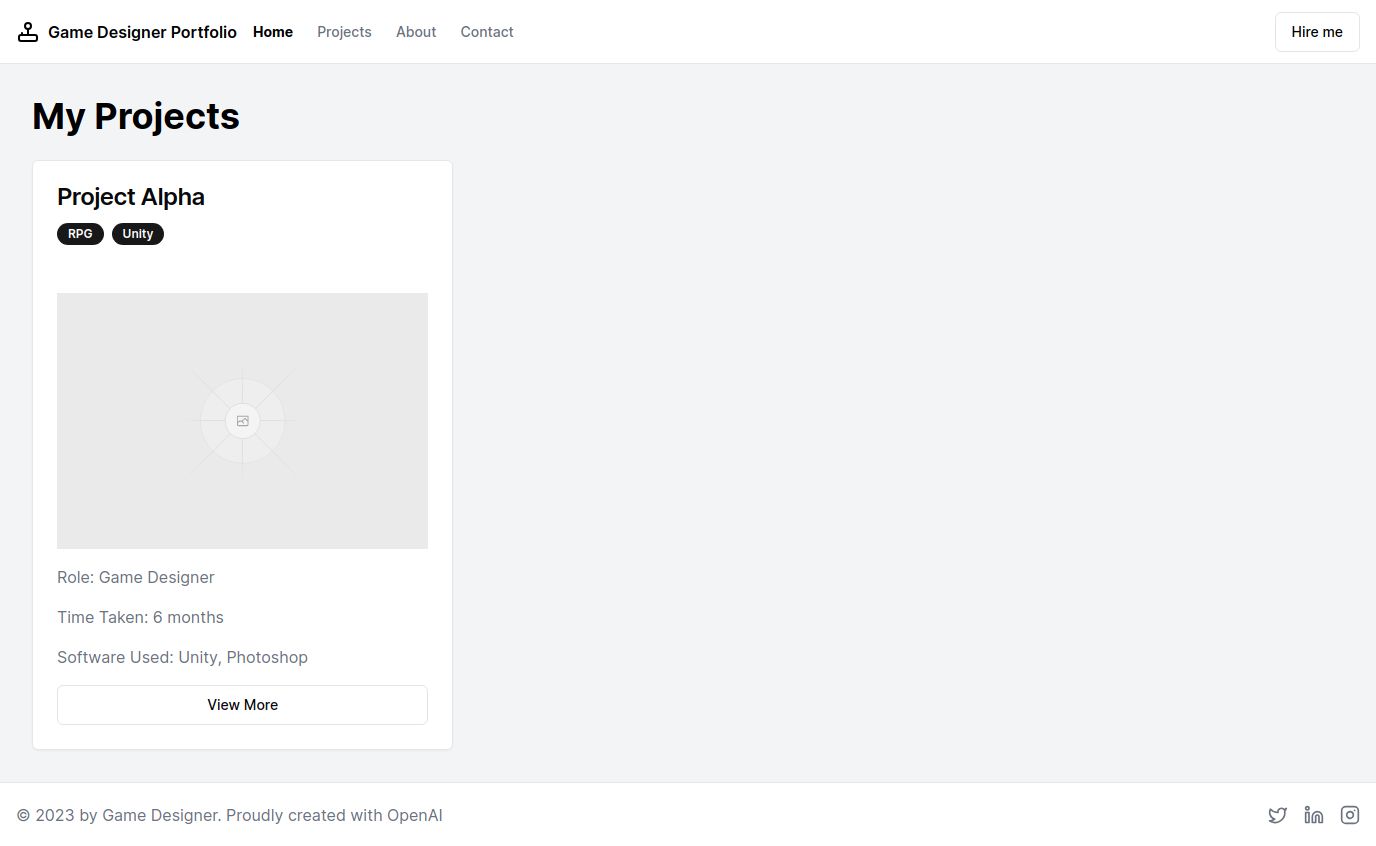 Game Designer Portfolio Home Projects About Contact Hire me
My Projects
Project Alpha
RPG Unity
Role: Game Designer
Time Taken: 6 months
Software Used: Unity, Photoshop
View More
© 2023 by Game Designer. Proudly created with OpenAI